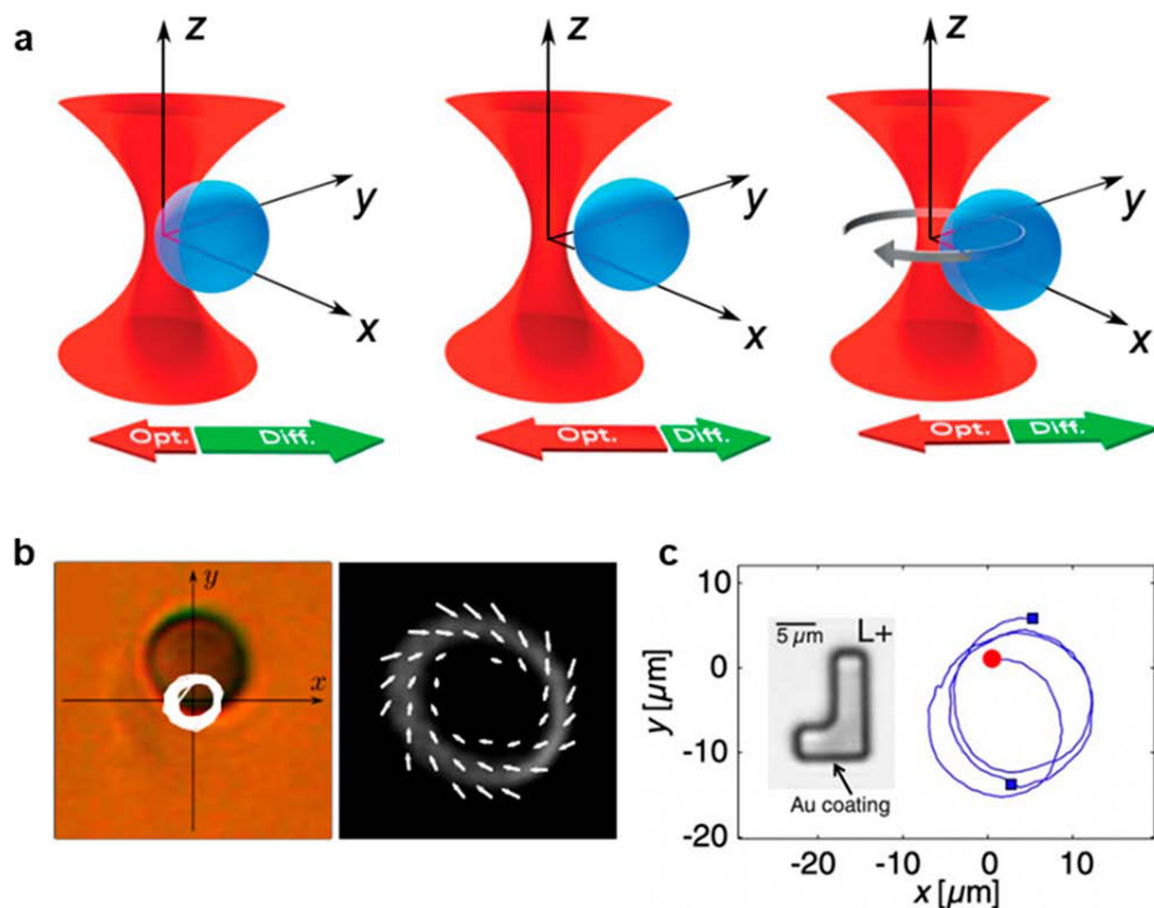 a
z
y
x
z
y
x
z
y
x
Opt. Diff.
Opt. Diff.
Opt. Diff.
b
y
x
c
10
0
-10
-20
y [µm]
5 µm
L+
Au coating
-20 -10 0 10
x [µm]